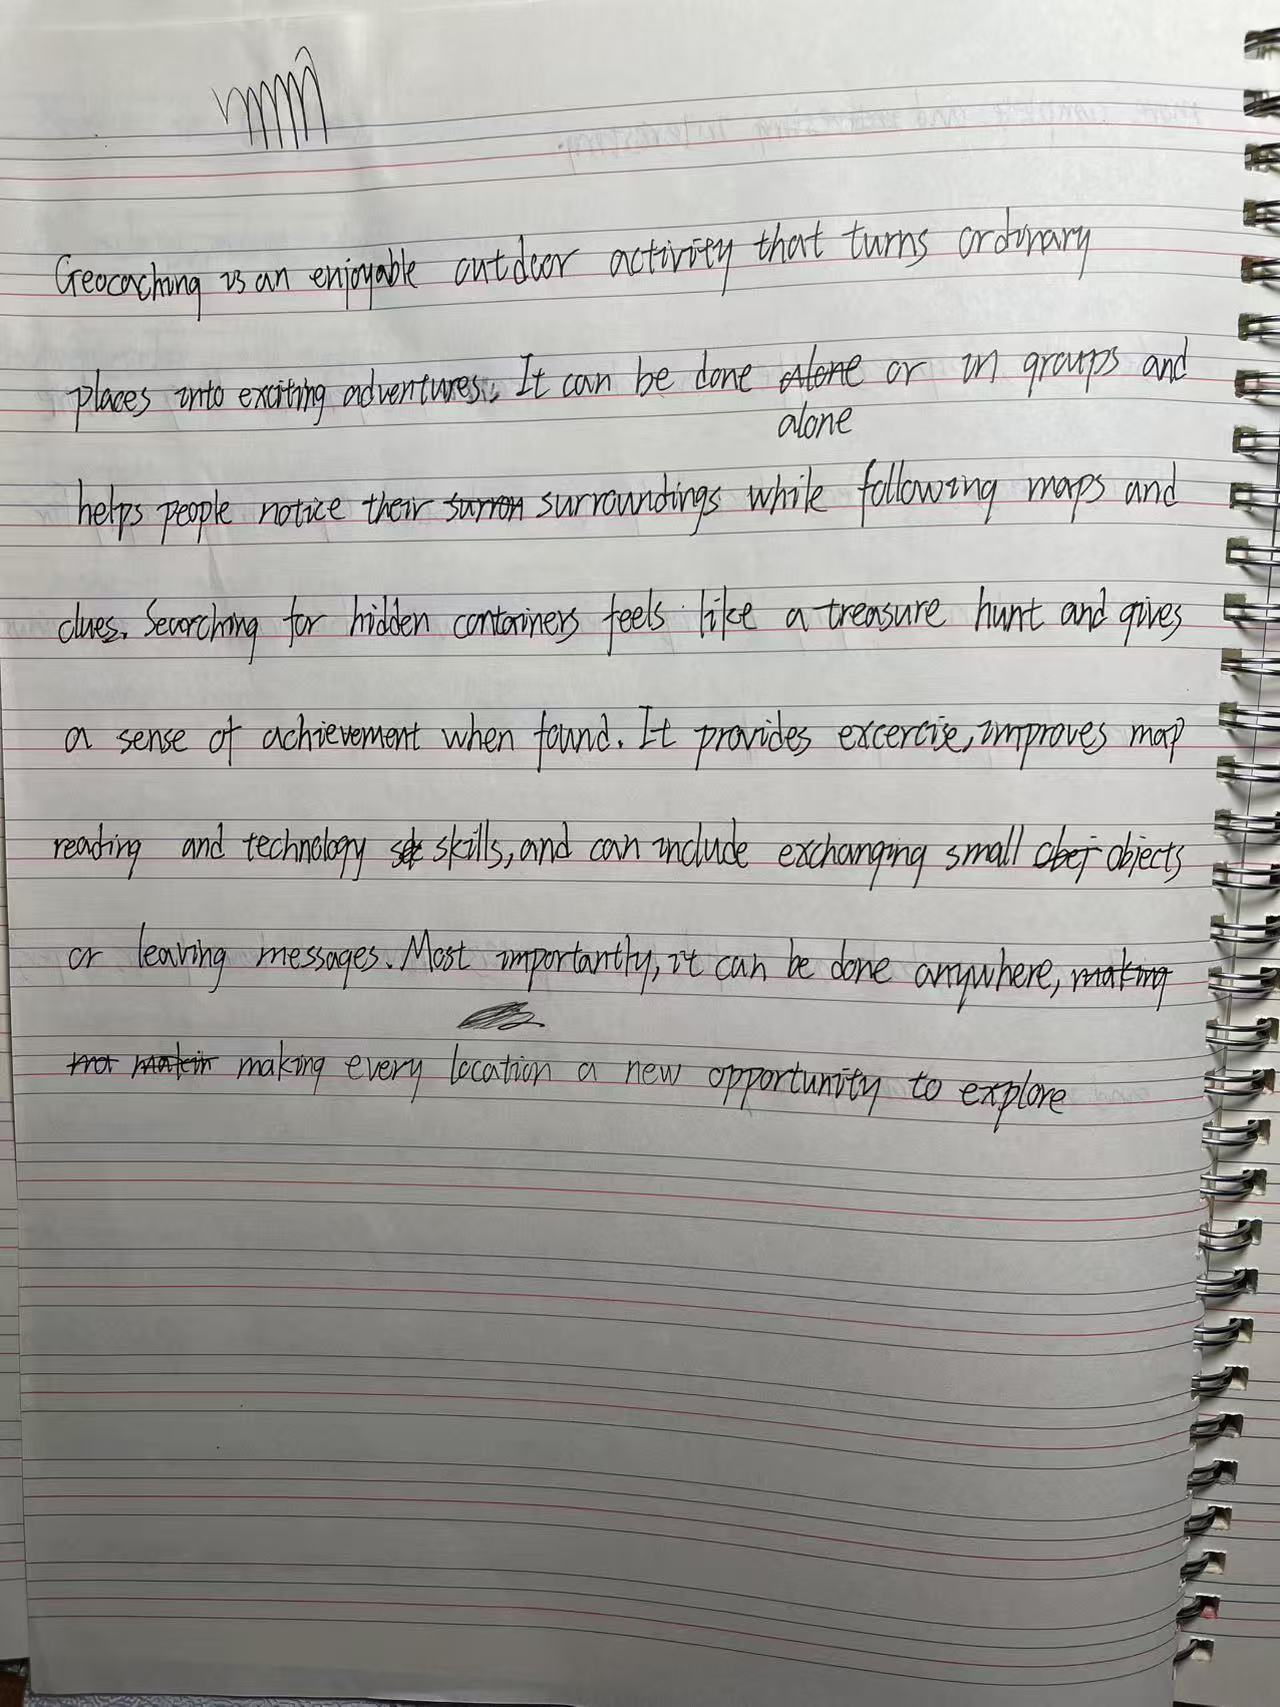 Geocaching is an enjoyable outdoor activity that turns ordinary
places into exciting adventures. It can be done alone or in groups and
alone
helps people notice their surron surroundings while following maps and
clues. Searching for hidden containers feels like a treasure hunt and gives
a sense of achievement when found. It provides excercise, improves map
reading and technology sk skills, and can include exchanging small obej objects
or leaving messages. Most importantly, it can be done anywhere, making
makin making every location a new opportunity to explore